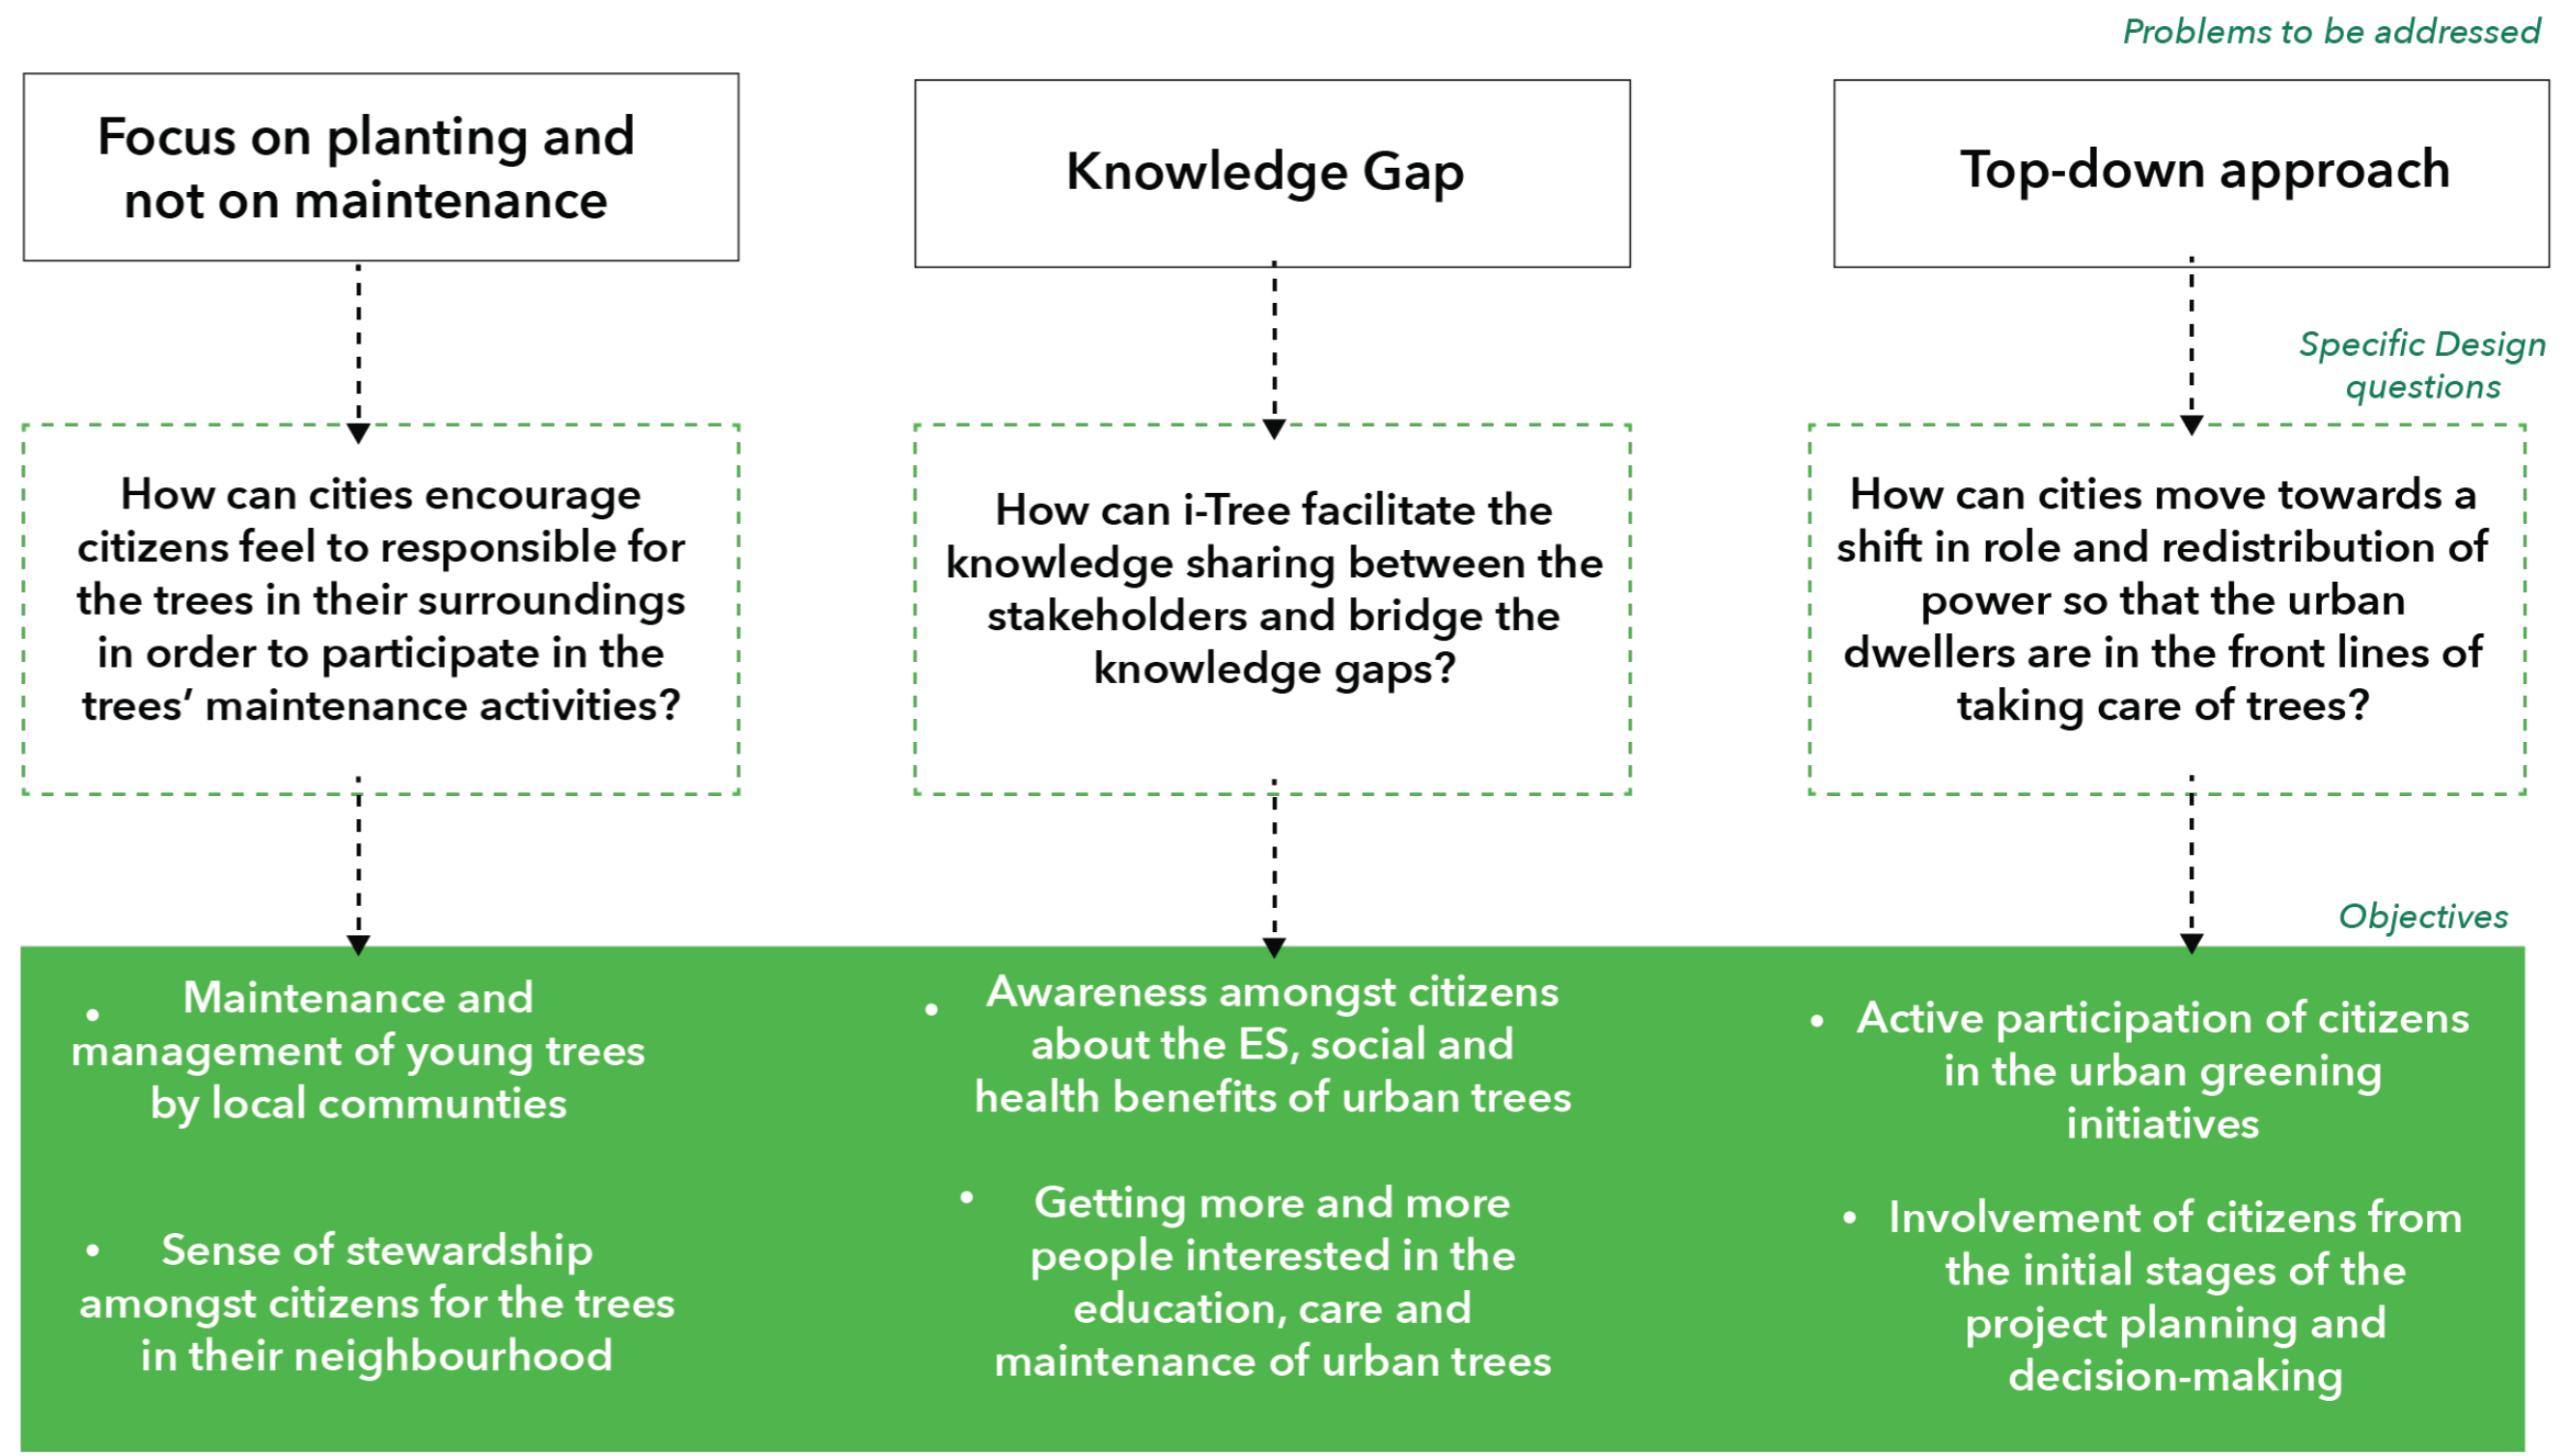 Problems to be addressed
Focus on planting and
not on maintenance
Knowledge Gap
Top-down approach
Specific Design
questions
How can cities encourage
citizens feel to responsible for
the trees in their surroundings
in order to participate in the
trees’ maintenance activities?
How can i-Tree facilitate the
knowledge sharing between the
stakeholders and bridge the
knowledge gaps?
How can cities move towards a
shift in role and redistribution of
power so that the urban
dwellers are in the front lines of
taking care of trees?
Objectives
• Maintenance and
management of young trees
by local communties
• Sense of stewardship
amongst citizens for the trees
in their neighbourhood
• Awareness amongst citizens
about the ES, social and
health benefits of urban trees
• Getting more and more
people interested in the
education, care and
maintenance of urban trees
• Active participation of citizens
in the urban greening
initiatives
• Involvement of citizens from
the initial stages of the
project planning and
decision-making